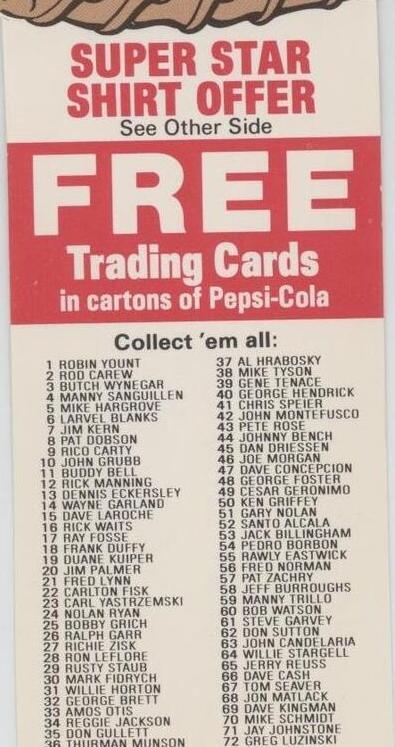 SUPER STAR
SHIRT OFFER
See Other Side
FREE
Trading Cards
in cartons of Pepsi-Cola
Collect 'em all:
1 ROBIN YOUNT
2 ROD CAREW
3 BUTCH WYNEGAR
4 MANNY SANGUILLEN
5 MIKE HARGROVE
6 LARVEL BLANKS
7 JIM KERN
8 PAT DOBSON
9 RICO CARTY
10 JOHN GRUBB
11 BUDDY BELL
12 RICK MANNING
13 DENNIS ECKERSLEY
14 WAYNE GARLAND
15 DAVE LAROCHE
16 RICK WAITS
17 RAY FOSSE
18 FRANK DUFFY
19 DUANE KUIPER
20 JIM PALMER
21 FRED LYNN
22 CARLTON FISK
23 CARL YASTRZEMSKI
24 NOLAN RYAN
25 BOBBY GRICH
26 RALPH GARR
27 RICHIE ZISK
28 RON LEFLORE
29 RUSTY STAUB
30 MARK FIDRYCH
31 WILLIE HORTON
32 GEORGE BRETT
33 AMOS OTIS
34 REGGIE JACKSON
35 DON GULLETT
36 THURMAN MUNSON
37 AL HRABOSKY
38 MIKE TYSON
39 GENE TENACE
40 GEORGE HENDRICK
41 CHRIS SPEIER
42 JOHN MONTEFUSCO
43 PETE ROSE
44 JOHNNY BENCH
45 DAN DRIESSEN
46 JOE MORGAN
47 DAVE CONCEPCION
48 GEORGE FOSTER
49 CESAR GERONIMO
50 KEN GRIFFEY
51 GARY NOLAN
52 SANTO ALCALA
53 JACK BILLINGHAM
54 PEDRO BORBON
55 RAWLY EASTWICK
56 FRED NORMAN
57 PAT ZACHRY
58 JEFF BURROUGHS
59 MANNY TRILLO
60 BOB WATSON
61 STEVE GARVEY
62 DON SUTTON
63 JOHN CANDELARIA
64 WILLIE STARGELL
65 JERRY REUSS
66 DAVE CASH
67 TOM SEAVER
68 JON MATLACK
69 DAVE KINGMAN
70 MIKE SCHMIDT
71 JAY JOHNSTONE
72 GREG LUZINSKI